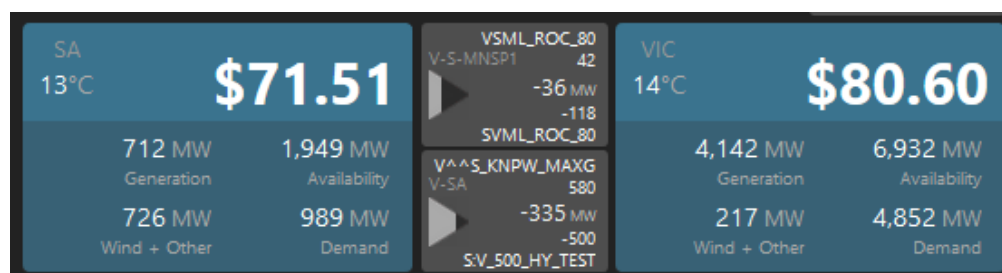 SA
13°C
$71.51
712 MW
1,949 MW
Generation
Availability
726 MW
989 MW
Wind + Other
Demand
VSML_ROC_80
V-S-MNSP1
42
-36 MW
-118
SVML_ROC_80
V^^S_KNPW_MAXG
V-SA
580
-335 MW
-500
S:V_500_HY_TEST
VIC
14°C
$80.60
4,142 MW
6,932 MW
Generation
Availability
217 MW
4,852 MW
Wind + Other
Demand